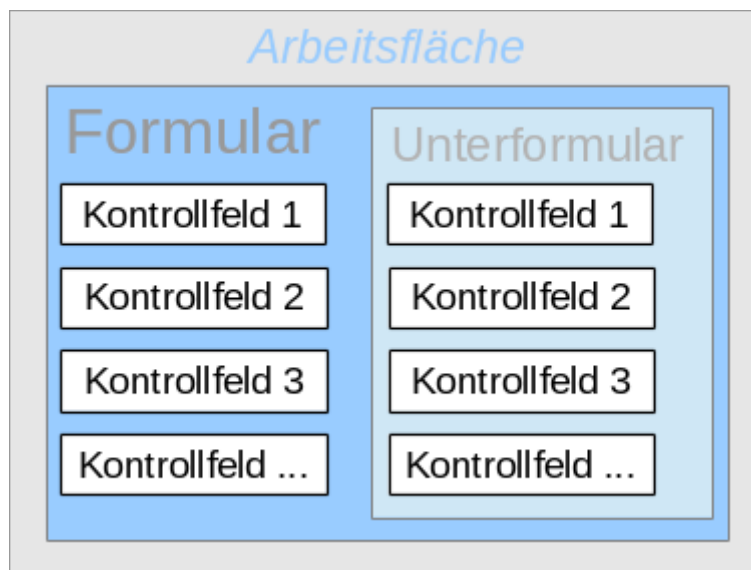 Arbeitsfläche
Formular
Kontrollfeld 1
Kontrollfeld 2
Kontrollfeld 3
Kontrollfeld ...
Unterformular
Kontrollfeld 1
Kontrollfeld 2
Kontrollfeld 3
Kontrollfeld ...